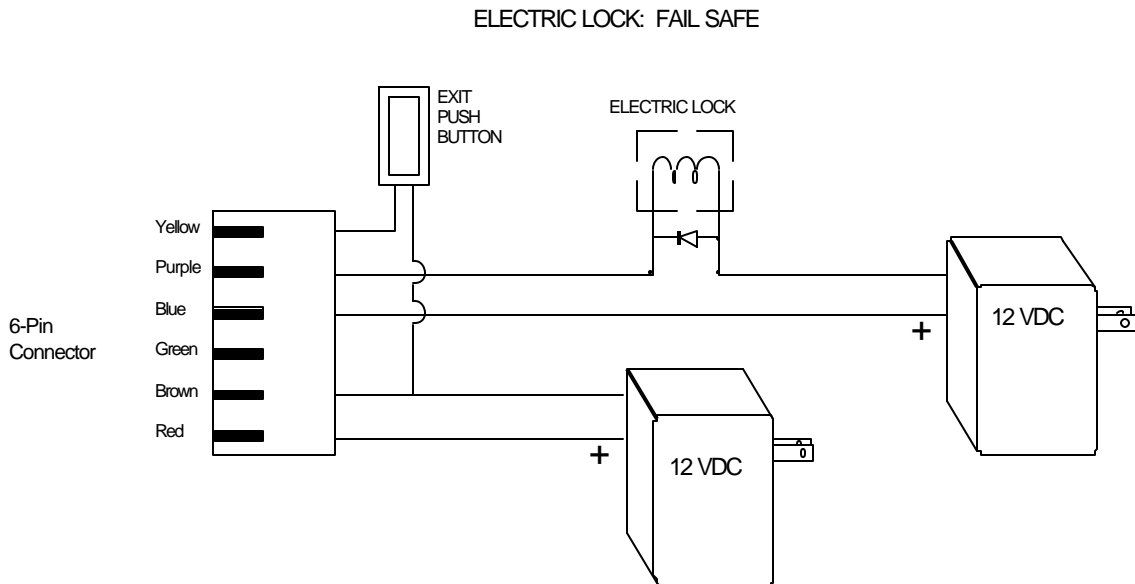 ELECTRIC LOCK: FAIL SAFE
EXIT
PUSH
BUTTON
ELECTRIC LOCK
Yellow
Purple
Blue
Green
Brown
Red
6-Pin
Connector
+
12 VDC
+
12 VDC